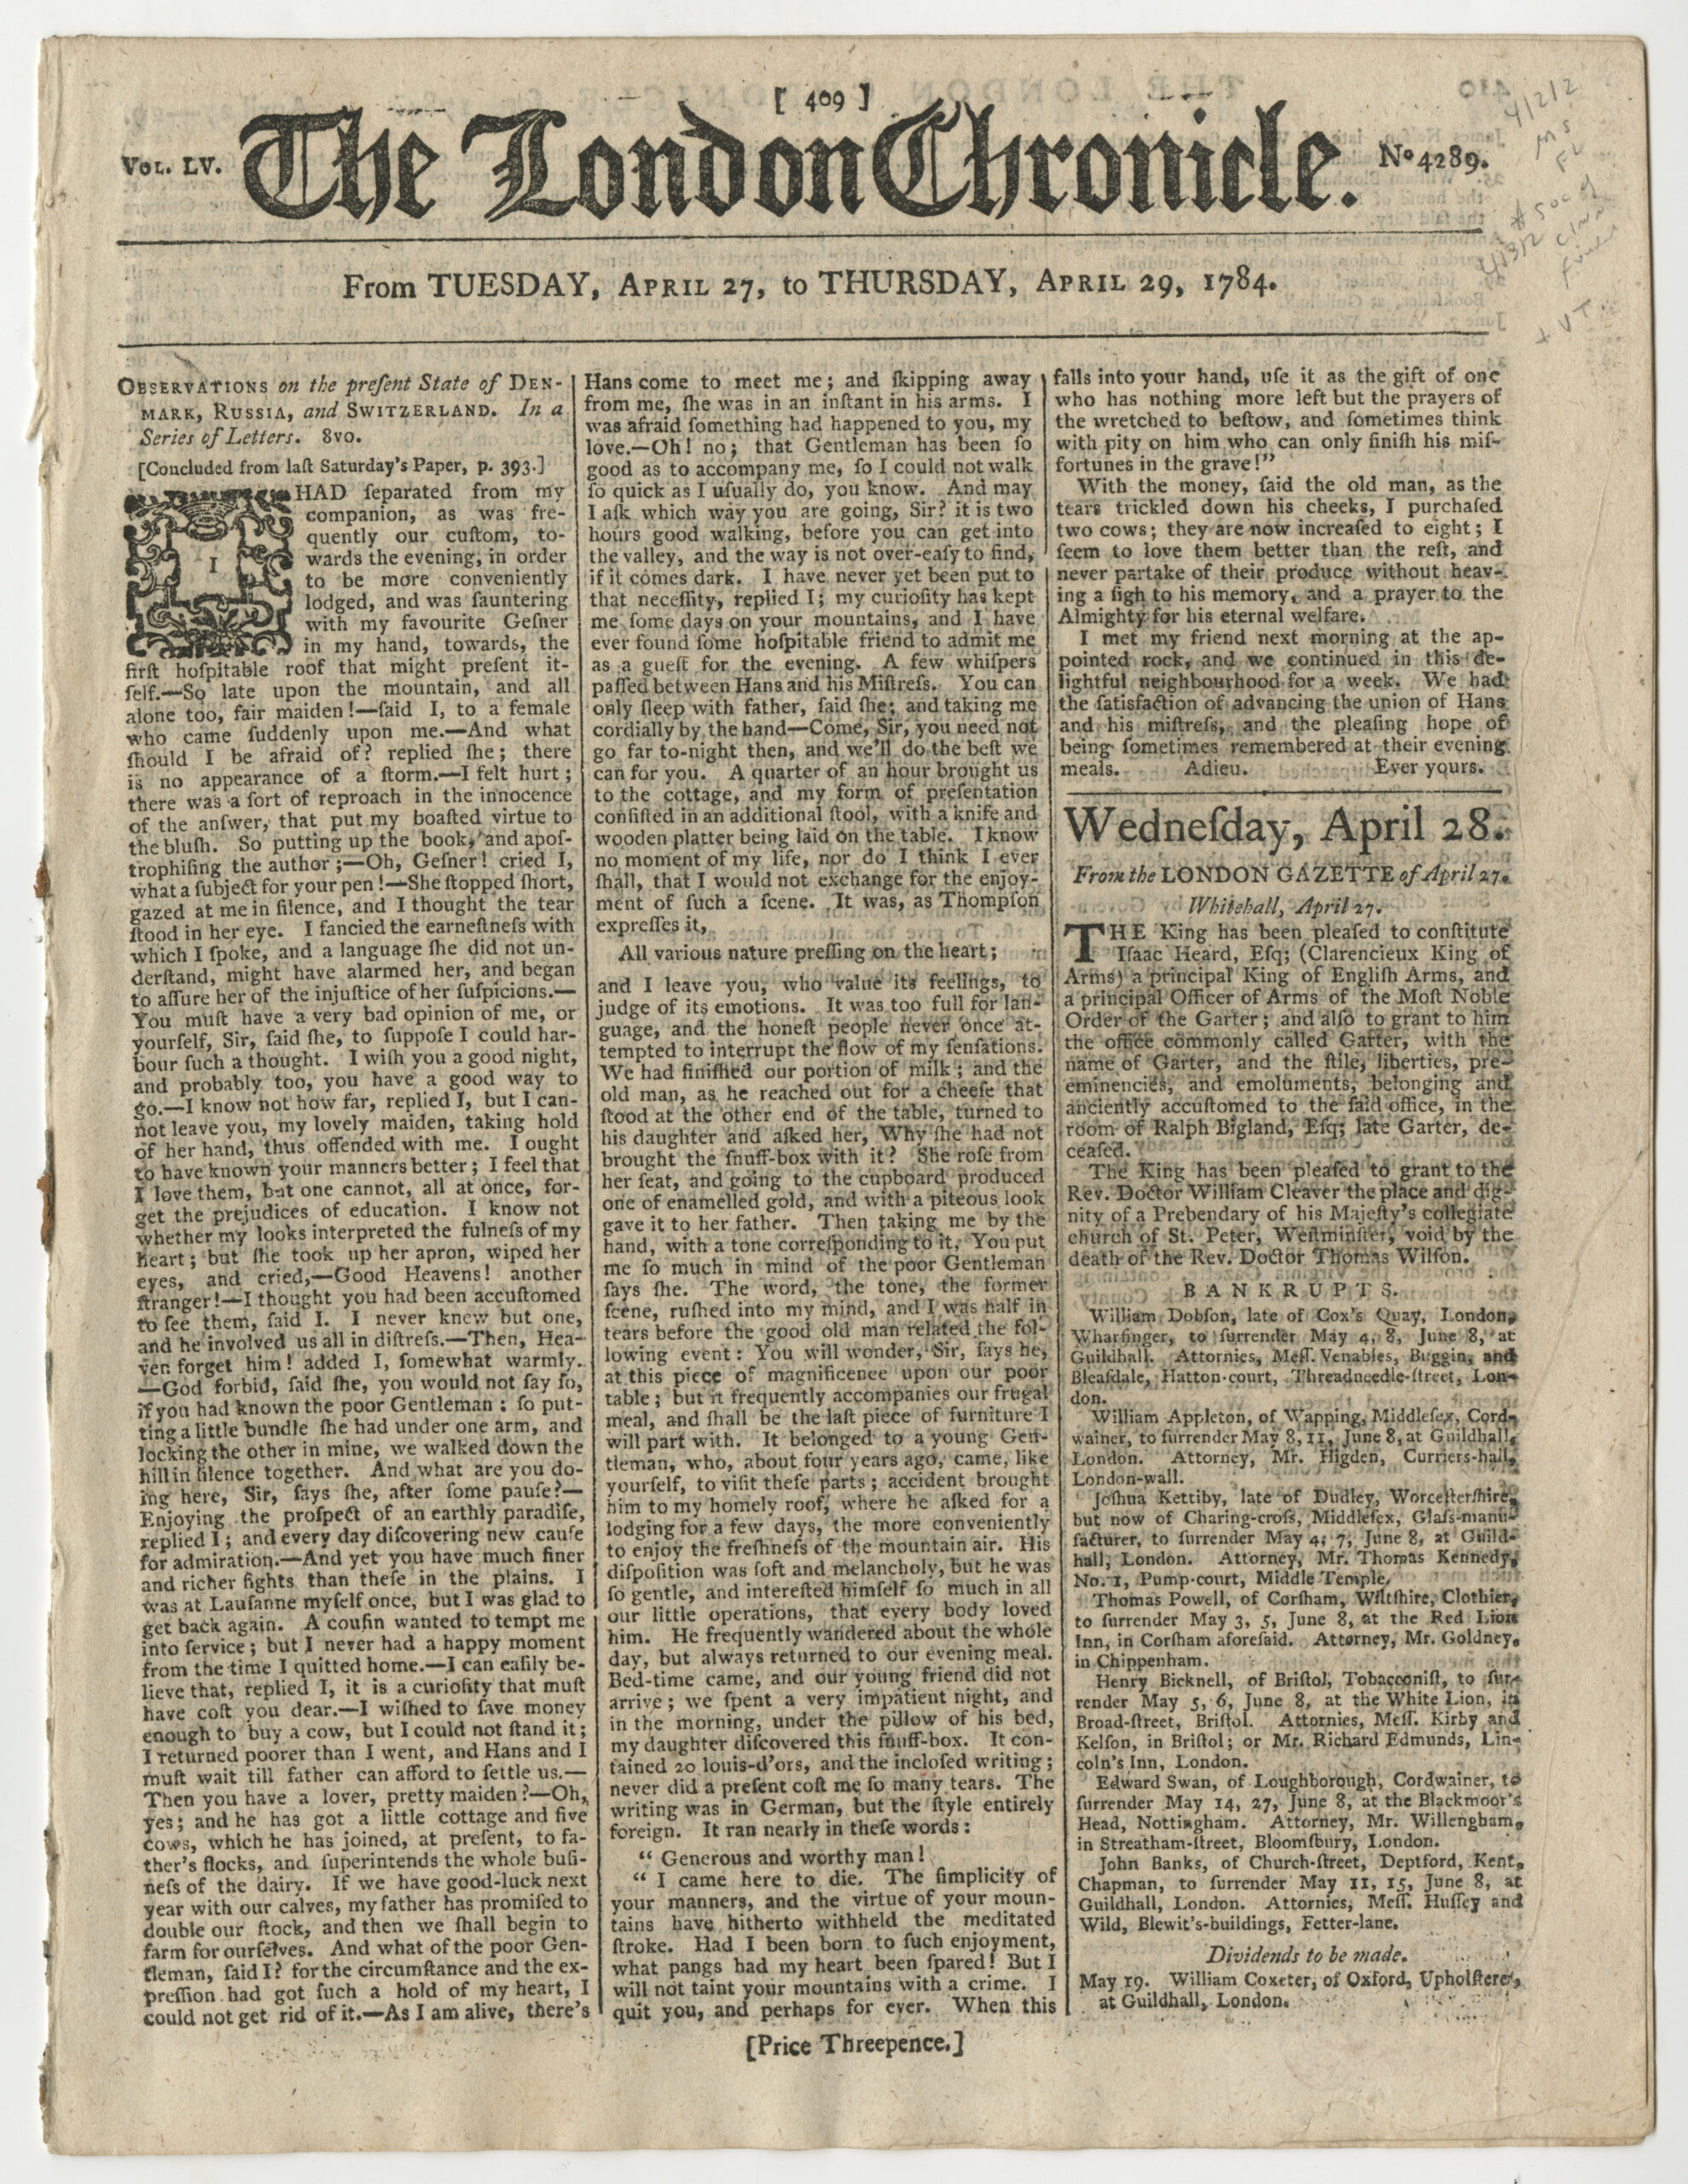 [ 409 ]
VOL. LV. The London Chronicle. No 4289.
From TUESDAY, APRIL 27, to THURSDAY, APRIL 29, 1784.
OBSERVATIONS on the preſent State of DEN-
MARK, RUSSIA, and SWITZERLAND. In a
Series of Letters. 8vo.
[Concluded from laſt Saturday's Paper, p. 393.]
I HAD ſeparated from my
companion, as was fre-
quently our cuſtom, to-
wards the evening, in order
to be more conveniently
lodged, and was ſauntering
with my favourite Geſner
in my hand, towards, the
firſt hoſpitable roof that might preſent it-
ſelf.—So late upon the mountain, and all
alone too, fair maiden!—ſaid I, to a female
who came ſuddenly upon me.—And what
ſhould I be afraid of? replied ſhe; there
is no appearance of a ſtorm.—I felt hurt;
there was a ſort of reproach in the innocence
of the anſwer, that put my boaſted virtue to
the bluſh. So putting up the book, and apoſ-
trophiſing the author;—Oh, Geſner! cried I,
what a ſubject for your pen!—She ſtopped ſhort,
gazed at me in ſilence, and I thought the tear
ſtood in her eye. I fancied the earneſtneſs with
which I ſpoke, and a language ſhe did not un-
derſtand, might have alarmed her, and began
to aſſure her of the injuſtice of her ſuſpicions.—
You muſt have a very bad opinion of me, or
yourſelf, Sir, ſaid ſhe, to ſuppoſe I could har-
bour ſuch a thought. I wiſh you a good night,
and probably too, you have a good way to
go.—I know not how far, replied I, but I can-
not leave you, my lovely maiden, taking hold
of her hand, thus offended with me. I ought
to have known your manners better; I feel that
I love them, but one cannot, all at once, for-
get the prejudices of education. I know not
whether my looks interpreted the fulneſs of my
heart; but ſhe took up her apron, wiped her
eyes, and cried,—Good Heavens! another
ſtranger!—I thought you had been accuſtomed
to ſee them, ſaid I. I never knew but one,
and he involved us all in diſtreſs.—Then, Hea-
ven forget him! added I, ſomewhat warmly.
—God forbid, ſaid ſhe, you would not ſay ſo,
if you had known the poor Gentleman: ſo put-
ting a little bundle ſhe had under one arm, and
locking the other in mine, we walked down the
hill in ſilence together. And what are you do-
ing here, Sir, ſays ſhe, after ſome pauſe?—
Enjoying the proſpect of an earthly paradiſe,
replied I; and every day diſcovering new cauſe
for admiration.—And yet you have much finer
and richer ſights than theſe in the plains. I
was at Lauſanne myſelf once, but I was glad to
get back again. A couſin wanted to tempt me
into ſervice; but I never had a happy moment
from the time I quitted home.—I can eaſily be-
lieve that, replied I, it is a curioſity that muſt
have coſt you dear.—I wiſhed to ſave money
enough to buy a cow, but I could not ſtand it;
I returned poorer than I went, and Hans and I
muſt wait till father can afford to ſettle us.—
Then you have a lover, pretty maiden?—Oh,
yes; and he has got a little cottage and five
cows, which he has joined, at preſent, to fa-
ther's flocks, and ſuperintends the whole buſi-
neſs of the dairy. If we have good-luck next
year with our calves, my father has promiſed to
double our ſtock, and then we ſhall begin to
farm for ourſelves. And what of the poor Gen-
tleman, ſaid I? for the circumſtance and the ex-
preſſion had got ſuch a hold of my heart, I
could not get rid of it.—As I am alive, there's
Hans come to meet me; and ſkipping away
from me, ſhe was in an inſtant in his arms. I
was afraid ſomething had happened to you, my
love.—Oh! no; that Gentleman has been ſo
good as to accompany me, ſo I could not walk
ſo quick as I uſually do, you know. And may
I aſk which way you are going, Sir? it is two
hours good walking, before you can get into
the valley, and the way is not over-eaſy to find,
if it comes dark. I have never yet been put to
that neceſſity, replied I; my curioſity has kept
me ſome days on your mountains, and I have
ever found ſome hoſpitable friend to admit me
as a gueſt for the evening. A few whiſpers
paſſed between Hans and his Miſtreſs. You can
only ſleep with father, ſaid ſhe; and taking me
cordially by the hand—Come, Sir, you need not
go far to-night then, and we'll do the beſt we
can for you. A quarter of an hour brought us
to the cottage, and my form of preſentation
conſiſted in an additional ſtool, with a knife and
wooden platter being laid on the table. I know
no moment of my life, nor do I think I ever
ſhall, that I would not exchange for the enjoy-
ment of ſuch a ſcene. It was, as Thompſon
expreſſes it,
All various nature preſſing on the heart;
and I leave you, who value its feelings, to
judge of its emotions. It was too full for lan-
guage, and the honeſt people never once at-
tempted to interrupt the flow of my ſenſations.
We had finiſhed our portion of milk; and the
old man, as he reached out for a cheeſe that
ſtood at the other end of the table, turned to
his daughter and aſked her, Why ſhe had not
brought the ſnuff-box with it? She roſe from
her ſeat, and going to the cupboard produced
one of enamelled gold, and with a piteous look
gave it to her father. Then taking me by the
hand, with a tone correſponding to it, You put
me ſo much in mind of the poor Gentleman
ſays ſhe. The word, the tone, the former
ſcene, ruſhed into my mind, and I was half in
tears before the good old man related the fol-
lowing event: You will wonder, Sir, ſays he,
at this piece of magnificence upon our poor
table; but it frequently accompanies our frugal
meal, and ſhall be the laſt piece of furniture I
will part with. It belonged to a young Gen-
tleman, who, about four years ago, came, like
yourſelf, to viſit theſe parts; accident brought
him to my homely roof, where he aſked for a
lodging for a few days, the more conveniently
to enjoy the freſhneſs of the mountain air. His
diſpoſition was ſoft and melancholy, but he was
ſo gentle, and intereſted himſelf ſo much in all
our little operations, that every body loved
him. He frequently wandered about the whole
day, but always returned to our evening meal.
Bed-time came, and our young friend did not
arrive; we ſpent a very impatient night, and
in the morning, under the pillow of his bed,
my daughter diſcovered this ſnuff-box. It con-
tained 20 louis-d'ors, and the incloſed writing;
never did a preſent coſt me ſo many tears. The
writing was in German, but the ſtyle entirely
foreign. It ran nearly in theſe words:
“ Generous and worthy man!
“ I came here to die. The ſimplicity of
your manners, and the virtue of your moun-
tains have hitherto withheld the meditated
ſtroke. Had I been born to ſuch enjoyment,
what pangs had my heart been ſpared! But I
will not taint your mountains with a crime. I
quit you, and perhaps for ever. When this
falls into your hand, uſe it as the gift of one
who has nothing more left but the prayers of
the wretched to beſtow, and ſometimes think
with pity on him who can only finiſh his miſ-
fortunes in the grave!”
With the money, ſaid the old man, as the
tears trickled down his cheeks, I purchaſed
two cows; they are now increaſed to eight; I
ſeem to love them better than the reſt, and
never partake of their produce without heav-
ing a ſigh to his memory, and a prayer to the
Almighty for his eternal welfare.
I met my friend next morning at the ap-
pointed rock, and we continued in this de-
lightful neighbourhood for a week. We had
the ſatisfaction of advancing the union of Hans
and his miſtreſs, and the pleaſing hope of
being ſometimes remembered at their evening
meals. Adieu. Ever yours.
Wedneſday, April 28.
From the LONDON GAZETTE of April 27.
Whitehall, April 27.
THE King has been pleaſed to conſtitute
Iſaac Heard, Eſq; (Clarencieux King of
Arms) a principal King of Engliſh Arms, and
a principal Officer of Arms of the Moſt Noble
Order of the Garter; and alſo to grant to him
the office commonly called Garter, with the
name of Garter, and the ſtile, liberties, pre-
eminencies, and emoluments, belonging and
anciently accuſtomed to the ſaid office, in the
room of Ralph Bigland, Eſq; late Garter, de-
ceaſed.
The King has been pleaſed to grant to the
Rev. Doctor William Cleaver the place and dig-
nity of a Prebendary of his Majeſty's collegiate
church of St. Peter, Weſtminſter, void by the
death of the Rev. Doctor Thomas Wilſon.
BANKRUPTS.
William Dobſon, late of Cox's Quay, London,
Wharfinger, to ſurrender May 4, 8, June 8, at
Guildhall. Attornies, Meſſ. Venables, Buggin, and
Bleaſdale, Hatton-court, Threadneedle-ſtreet, Lon-
don.
William Appleton, of Wapping, Middleſex, Cord-
wainer, to ſurrender May 8, 11, June 8, at Guildhall,
London. Attorney, Mr. Higden, Curriers-hall,
London-wall.
Joſhua Kettiby, late of Dudley, Worceſterſhire,
but now of Charing-croſs, Middleſex, Glaſs-manu-
facturer, to ſurrender May 4, 7, June 8, at Guild-
hall, London. Attorney, Mr. Thomas Kennedy,
No. 1, Pump-court, Middle Temple.
Thomas Powell, of Corſham, Wiltſhire, Clothier,
to ſurrender May 3, 5, June 8, at the Red Lion
Inn, in Corſham aforeſaid. Attorney, Mr. Goldney,
in Chippenham.
Henry Bicknell, of Briſtol, Tobacconiſt, to ſur-
render May 5, 6, June 8, at the White Lion, in
Broad-ſtreet, Briſtol. Attornies, Meſſ. Kirby and
Kelſon, in Briſtol; or Mr. Richard Edmunds, Lin-
coln's Inn, London.
Edward Swan, of Loughborough, Cordwainer, to
ſurrender May 14, 27, June 8, at the Blackmoor's
Head, Nottingham. Attorney, Mr. Willengham,
in Streatham-ſtreet, Bloomſbury, London.
John Banks, of Church-ſtreet, Deptford, Kent,
Chapman, to ſurrender May 11, 15, June 8, at
Guildhall, London. Attornies, Meſſ. Huſſey and
Wild, Blewit's-buildings, Fetter-lane.
Dividends to be made.
May 19. William Coxeter, of Oxford, Upholſterer,
at Guildhall, London.
[Price Threepence.]